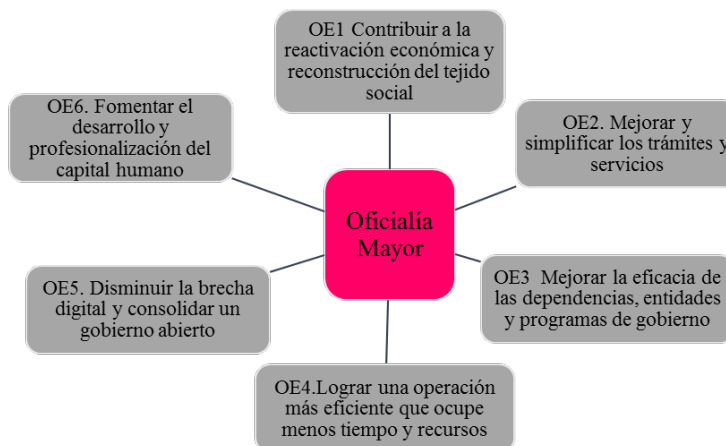 OE1 Contribuir a la
reactivación económica y
reconstrucción del tejido
social
OE2. Mejorar y
simplificar los trámites y
servicios
OE3  Mejorar la eficacia de
las dependencias, entidades
y programas de gobierno
OE4.Lograr una operación
más eficiente que ocupe
menos tiempo y recursos
OE5. Disminuir la brecha
digital y consolidar un
gobierno abierto
OE6. Fomentar el
desarrollo y
profesionalización del
capital humano
Oficialía
Mayor